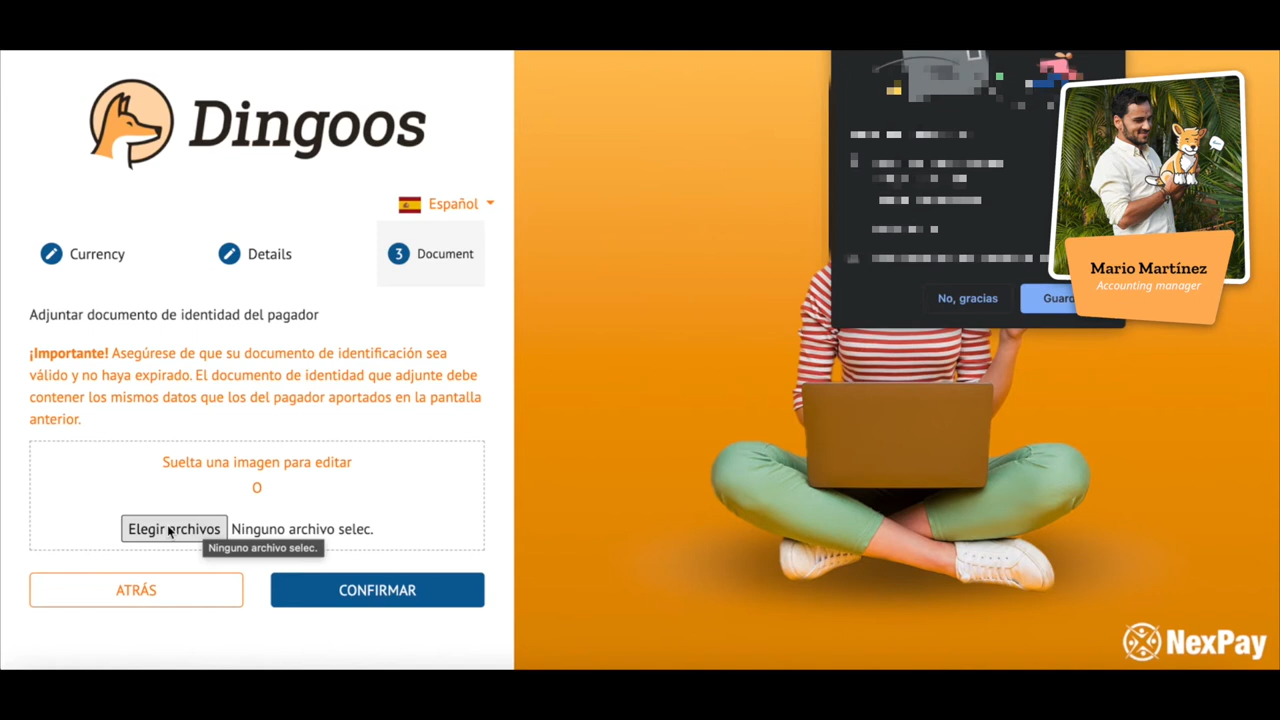 Dingoos
Español
Currency
Details
3 Document
Adjuntar documento de identidad del pagador
¡Importante! Asegúrese de que su documento de identificación sea
válido y no haya expirado. El documento de identidad que adjunte debe
contener los mismos datos que los del pagador aportados en la pantalla
anterior.
Suelta una imagen para editar
O
Elegir archivos Ninguno archivo selec.
Ninguno archivo selec.
ATRÁS
CONFIRMAR
No, gracias
Mario Martínez
Accounting manager
NexPay